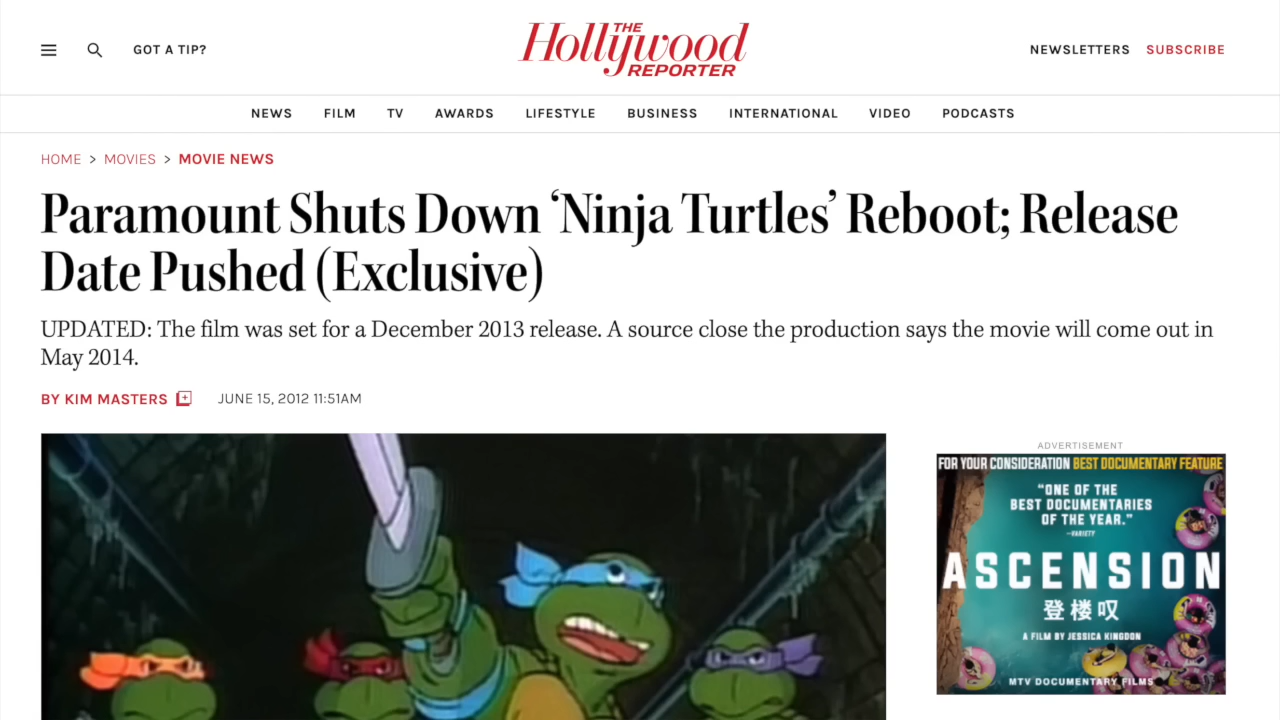 GOT A TIP?
THE
Hollywood
REPORTER
NEWSLETTERS SUBSCRIBE
NEWS FILM TV AWARDS LIFESTYLE BUSINESS INTERNATIONAL VIDEO PODCASTS
HOME > MOVIES > MOVIE NEWS
Paramount Shuts Down ‘Ninja Turtles’ Reboot; Release
Date Pushed (Exclusive)
UPDATED: The film was set for a December 2013 release. A source close the production says the movie will come out in
May 2014.
BY KIM MASTERS JUNE 15, 2012 11:51AM
ADVERTISEMENT
FOR YOUR CONSIDERATION BEST DOCUMENTARY FEATURE
“ONE OF THE
BEST DOCUMENTARIES
OF THE YEAR.”
–VARIETY
ASCENSION
登楼叹
A FILM BY JESSICA KINGDON
MTV DOCUMENTARY FILMS